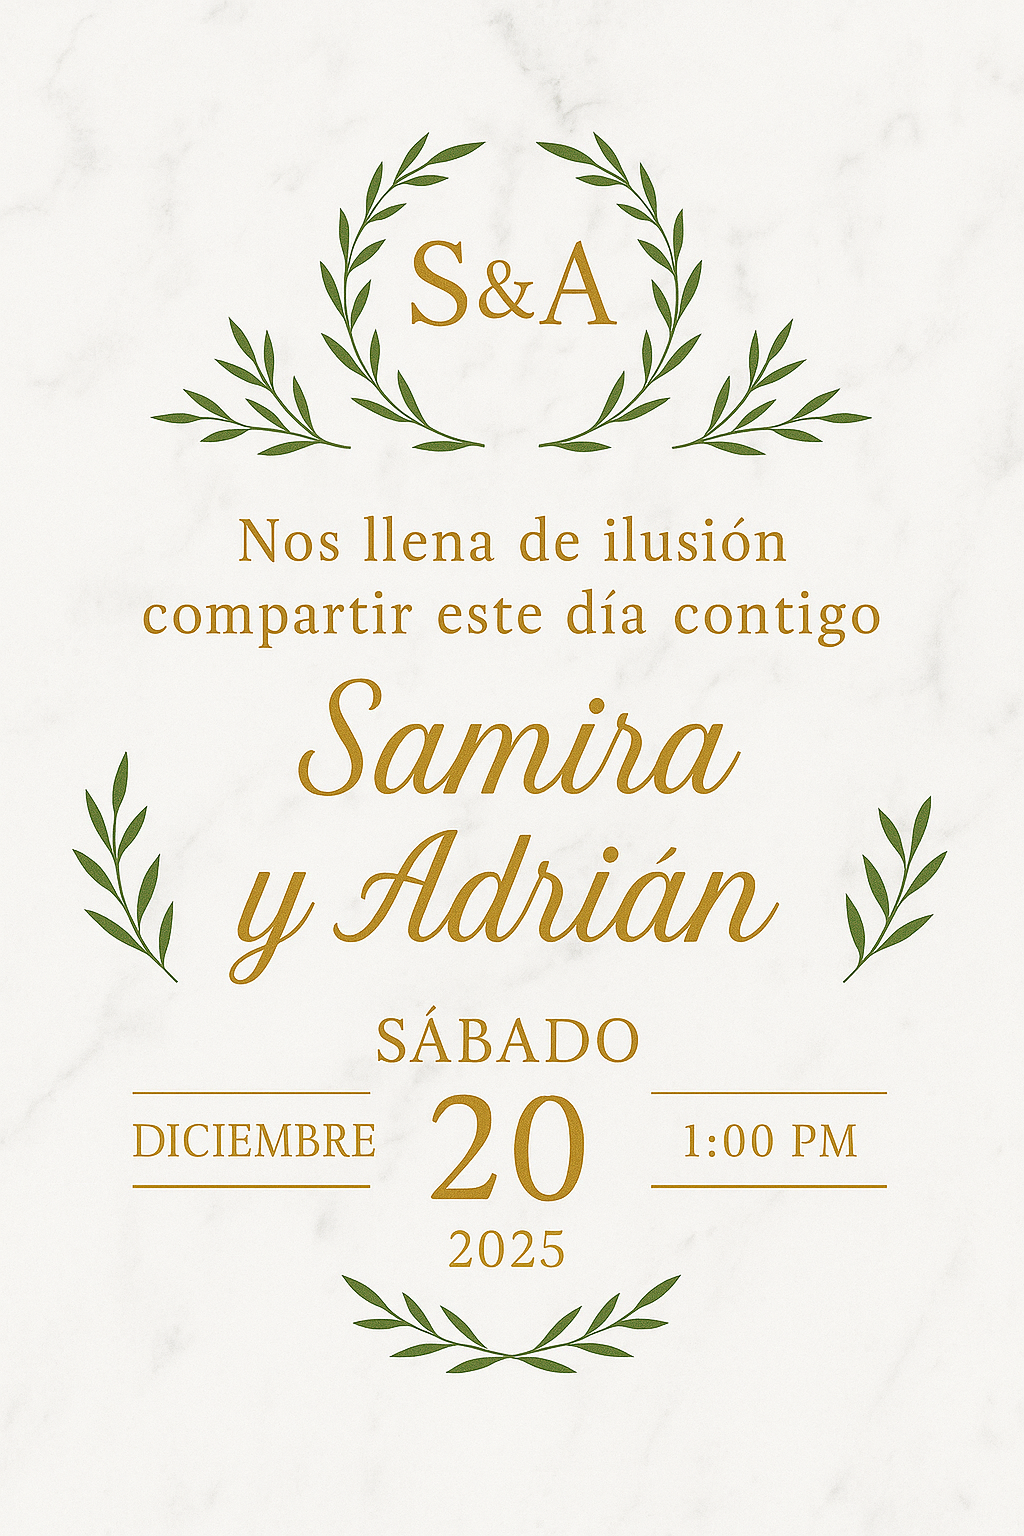 S&A
Nos llena de ilusión
compartir este día contigo
Samira
y Adrián
SÁBADO
DICIEMBRE 20 1:00 PM
2025